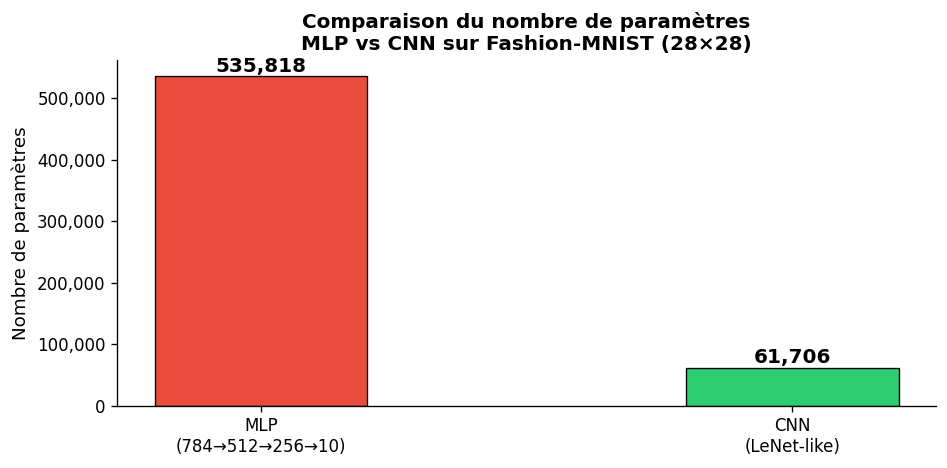 Comparaison du nombre de paramètres
MLP vs CNN sur Fashion-MNIST (28×28)
535,818
500,000
400,000
300,000
200,000
100,000
0
Nombre de paramètres
61,706
MLP
(784→512→256→10)
CNN
(LeNet-like)